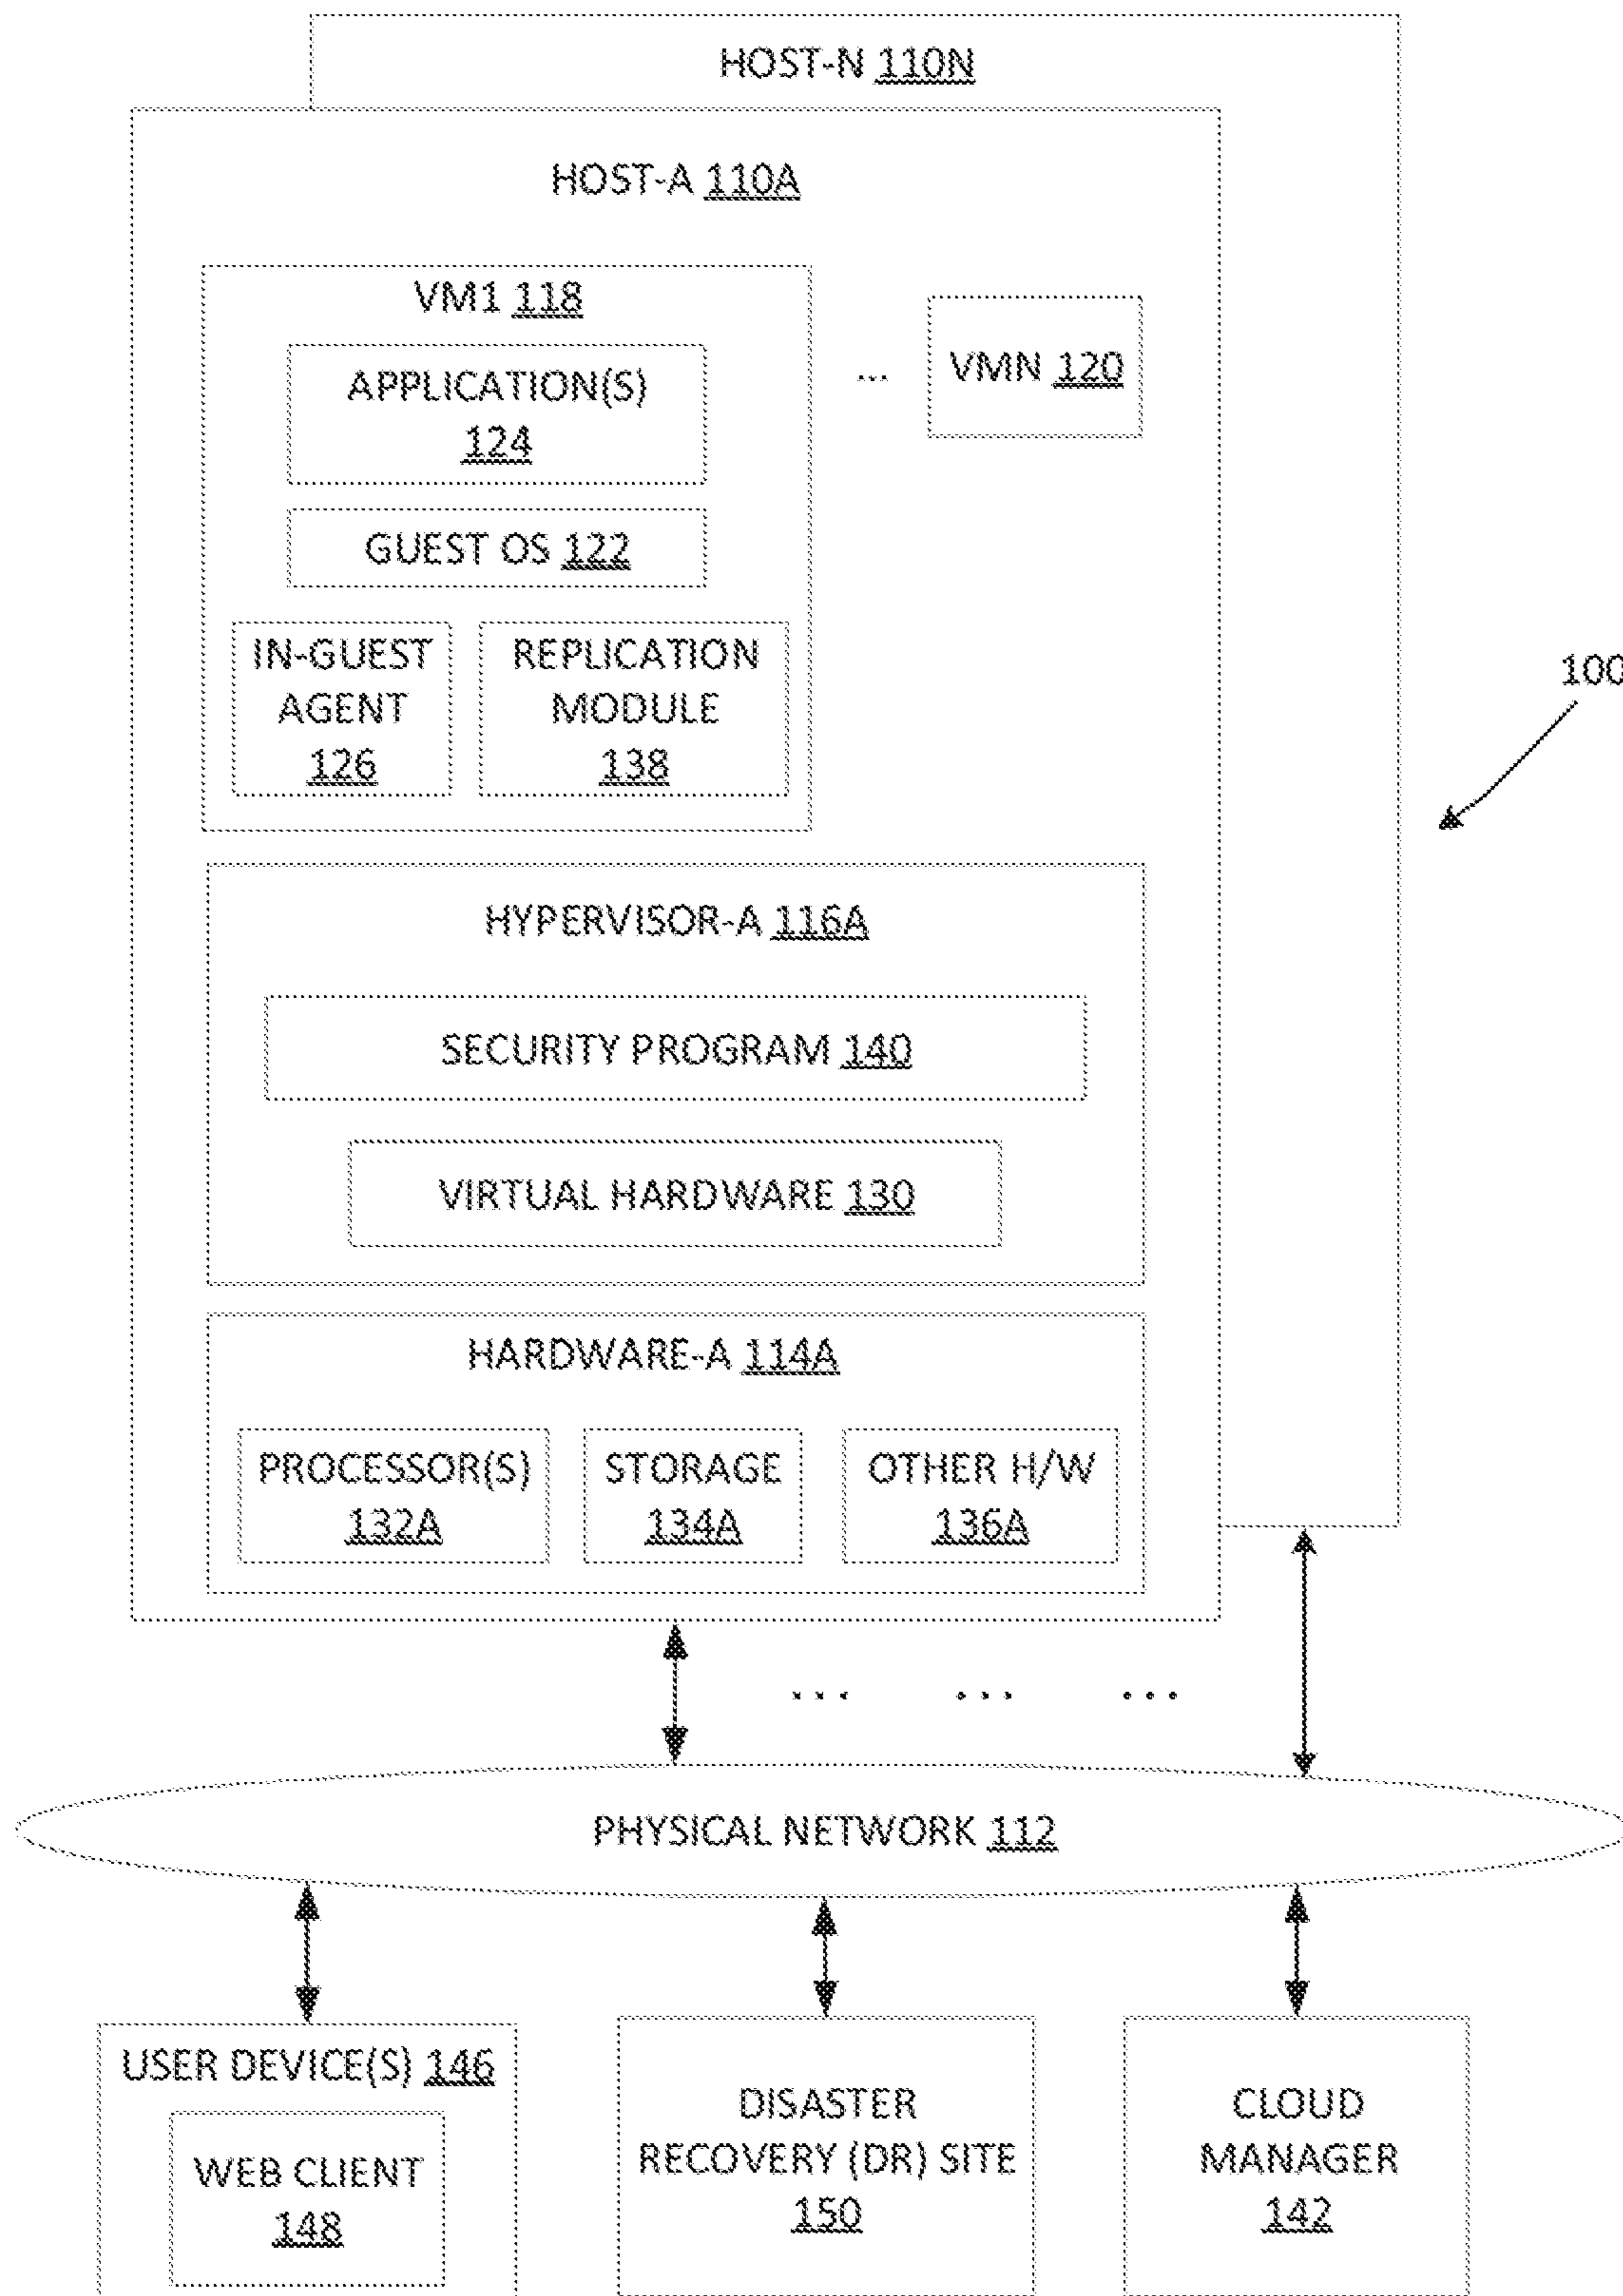 HOST-N 110N
HOST-A 110A
VM1 118
APPLICATION(S)
124
GUEST OS 122
IN-GUEST
AGENT
126
REPLICATION
MODULE
138
... VMN 120
100
HYPERVISOR-A 116A
SECURITY PROGRAM 140
VIRTUAL HARDWARE 130
HARDWARE-A 114A
PROCESSOR(S)
132A
STORAGE
134A
OTHER H/W
136A
... ... ...
PHYSICAL NETWORK 112
USER DEVICE(S) 146
WEB CLIENT
148
DISASTER
RECOVERY (DR) SITE
150
CLOUD
MANAGER
142